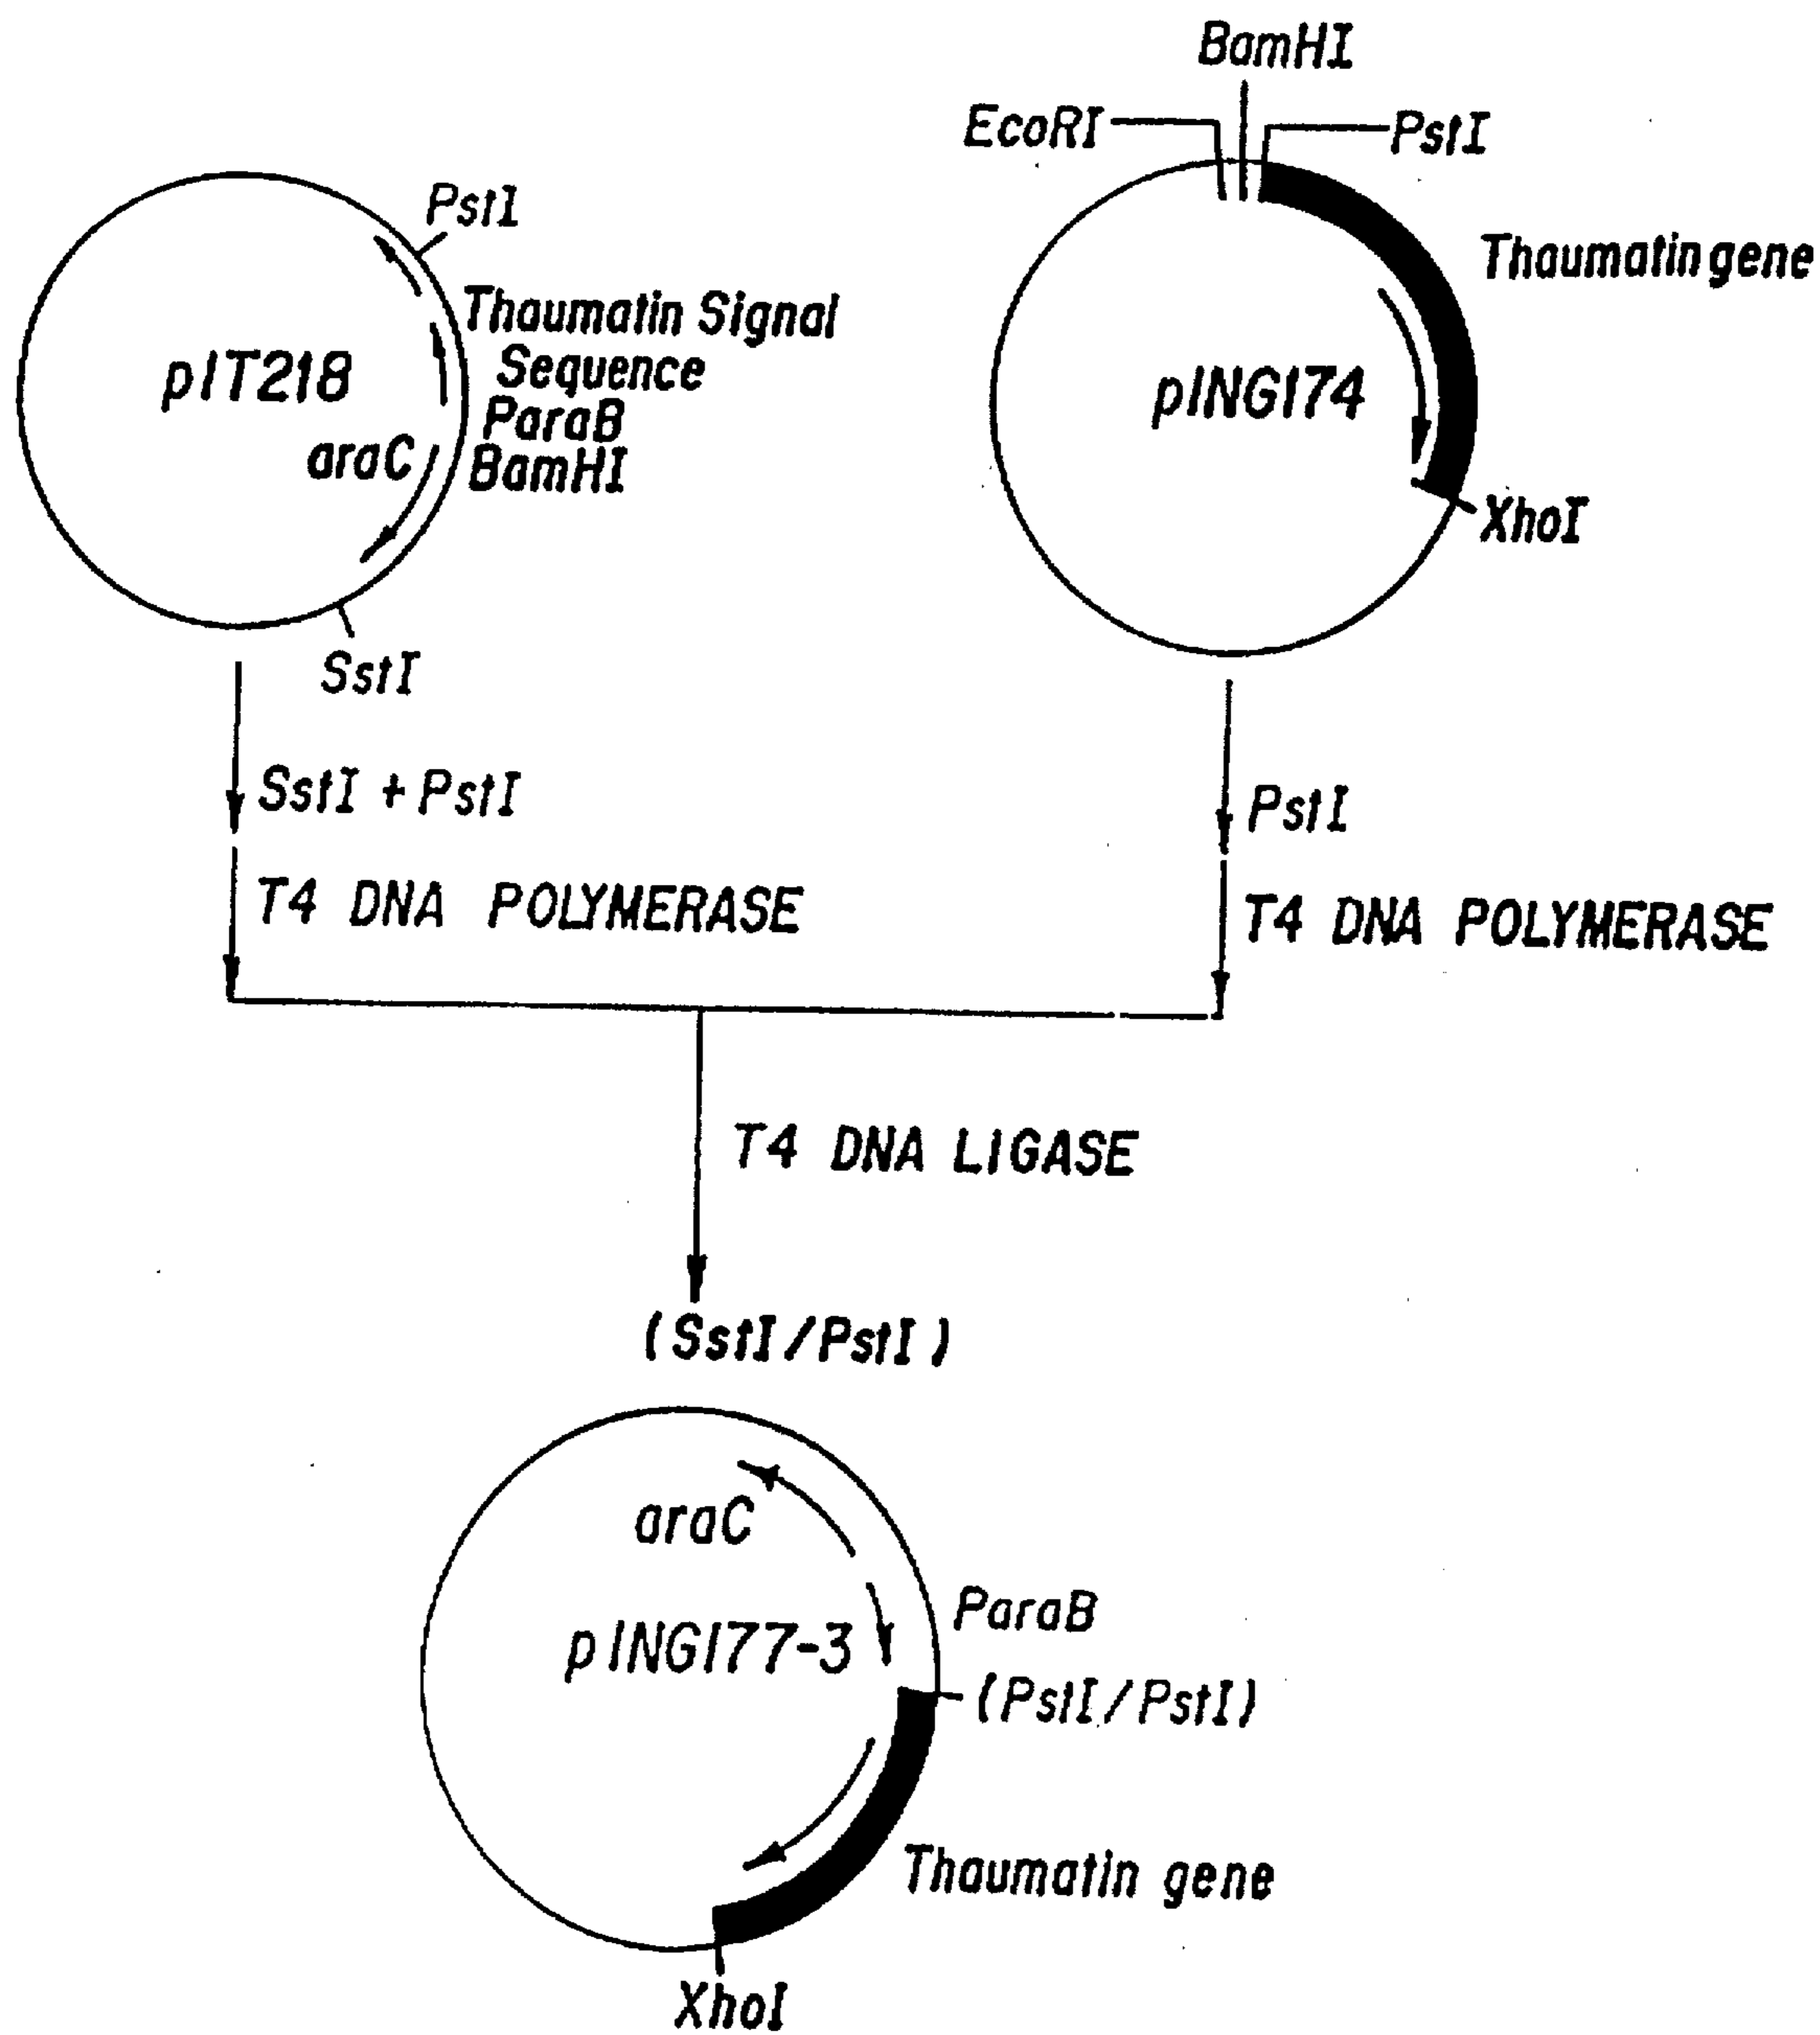 BamHI
EcoRI
PstI
PstI
Thaumatin gene
Thaumatin Signal
Sequence
ParaB
BamHI
pIT218
araC
pING174
XhoI
SstI
SstI + PstI
PstI
T4 DNA POLYMERASE
T4 DNA POLYMERASE
T4 DNA LIGASE
(SstI/PstI)
araC
ParaB
pING177-3
(PstI/PstI)
Thaumatin gene
XhoI